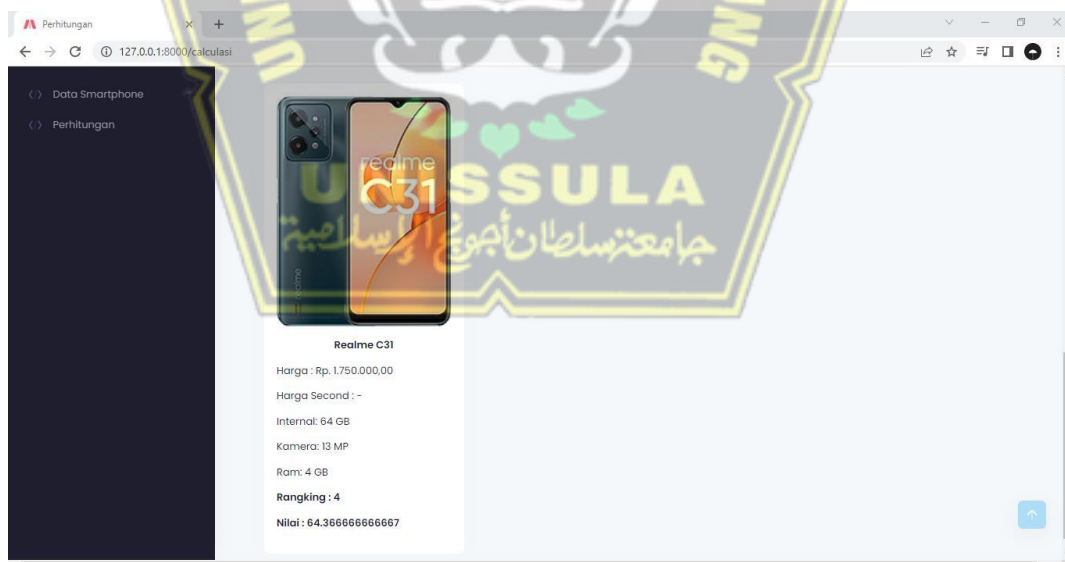 Perhitungan
127.0.0.1:8000/calculasi
Data Smartphone
Perhitungan
realme
C31
realme
UNISSULA
جامعة سلطان أجونج الإسلامية
Realme C31
Harga : Rp. 1.750.000,00
Harga Second : -
Internal: 64 GB
Kamera: 13 MP
Ram: 4 GB
Rangking : 4
Nilai : 64.366666666667